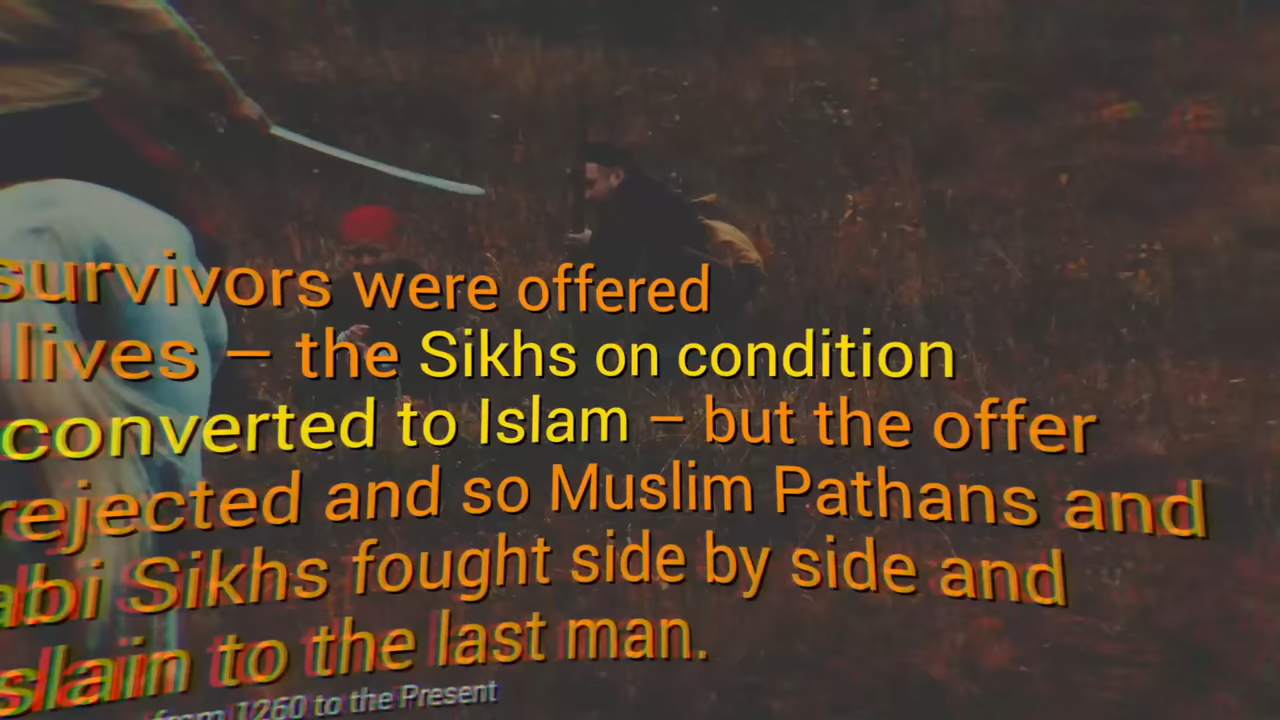 survivors were offered
lives – the Sikhs on condition
converted to Islam – but the offer
rejected and so Muslim Pathans and
abi Sikhs fought side by side and
slain to the last man.
from 1260 to the Present